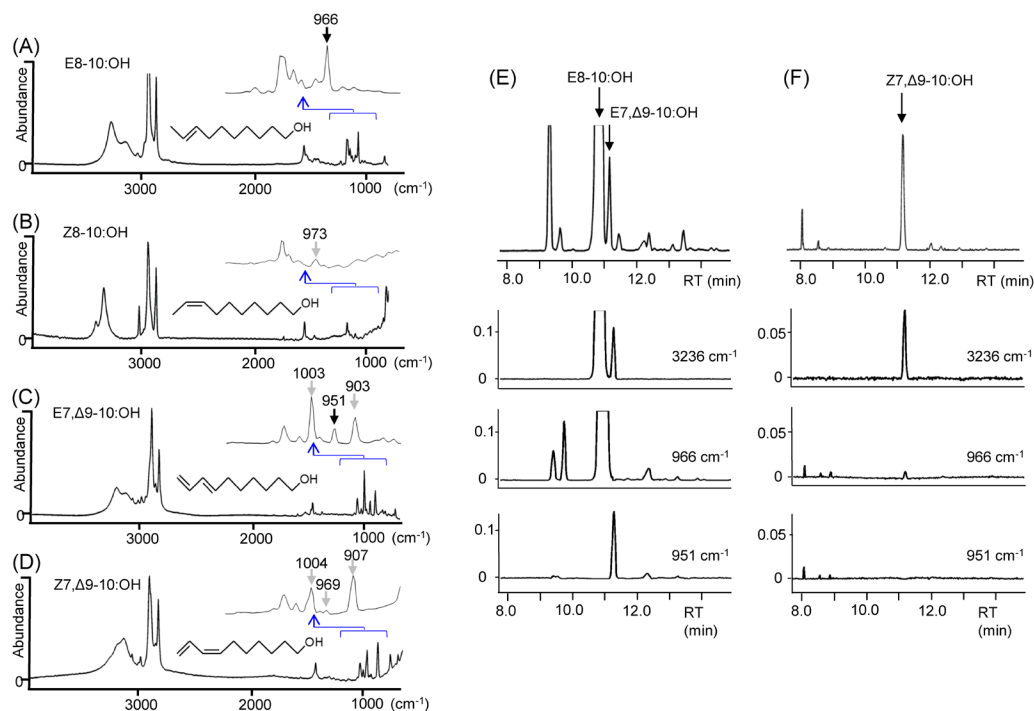 (A)
966
E8-10:OH
Abundance
OH
0
3000
2000
1000
(cm-1)
(B)
Z8-10:OH
973
Abundance
OH
0
3000
2000
1000
(cm-1)
(C)
E7,Δ9-10:OH
1003
951
903
Abundance
OH
0
3000
2000
1000
(cm-1)
(D)
Z7,Δ9-10:OH
1004
969
907
Abundance
OH
0
3000
2000
1000
(cm-1)
(E)
E8-10:OH
E7,Δ9-10:OH
8.0
10.0
12.0
RT (min)
0.1
0
3236 cm-1
0.1
0
966 cm-1
0.1
0
951 cm-1
8.0
10.0
12.0
RT
(min)
(F)
Z7,Δ9-10:OH
8.0
10.0
12.0
RT (min)
0.05
0
3236 cm-1
0.05
0
966 cm-1
0.05
0
951 cm-1
8.0
10.0
12.0
RT
(min)